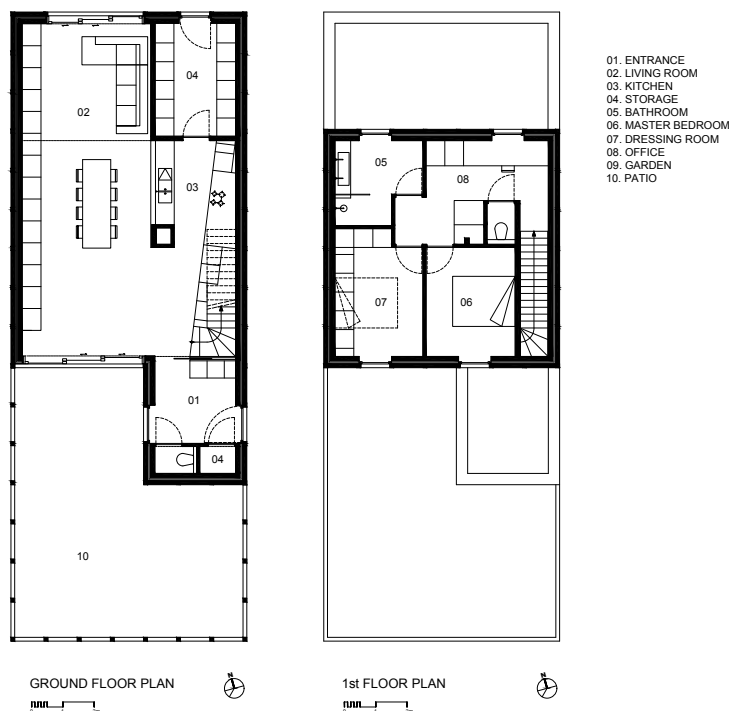 04
02
03
01
04
10
GROUND FLOOR PLAN
N
05
08
07
06
1st FLOOR PLAN
N
01. ENTRANCE
02. LIVING ROOM
03. KITCHEN
04. STORAGE
05. BATHROOM
06. MASTER BEDROOM
07. DRESSING ROOM
08. OFFICE
09. GARDEN
10. PATIO